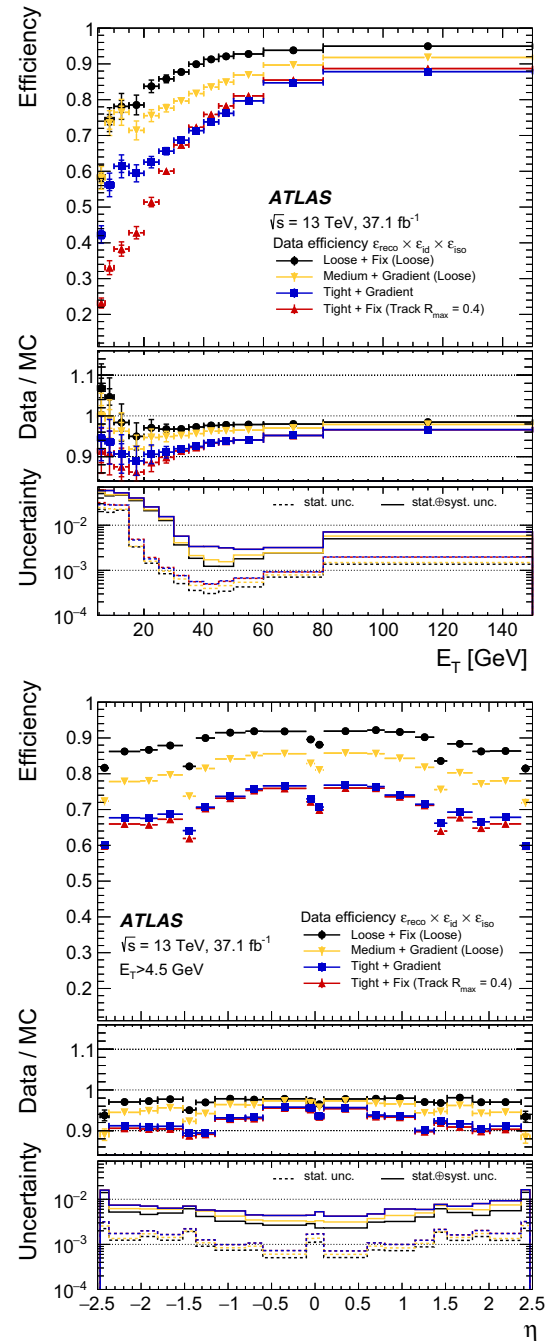 Efficiency
1
0.9
0.8
0.7
0.6
0.5
0.4
0.3
0.2
ATLAS
√s = 13 TeV, 37.1 fb⁻¹
Data efficiency ε_reco × ε_id × ε_iso
Loose + Fix (Loose)
Medium + Gradient (Loose)
Tight + Gradient
Tight + Fix (Track R_max = 0.4)
Data / MC
1.1
1
0.9
Uncertainty
stat. unc.
stat.⊕syst. unc.
10⁻²
10⁻³
10⁻⁴
20 40 60 80 100 120 140
E_T [GeV]
Efficiency
1
0.9
0.8
0.7
0.6
0.5
0.4
0.3
0.2
ATLAS
√s = 13 TeV, 37.1 fb⁻¹
E_T>4.5 GeV
Data efficiency ε_reco × ε_id × ε_iso
Loose + Fix (Loose)
Medium + Gradient (Loose)
Tight + Gradient
Tight + Fix (Track R_max = 0.4)
Data / MC
1.1
1
0.9
Uncertainty
stat. unc.
stat.⊕syst. unc.
10⁻²
10⁻³
10⁻⁴
−2.5 −2 −1.5 −1 −0.5 0 0.5 1 1.5 2 2.5
η